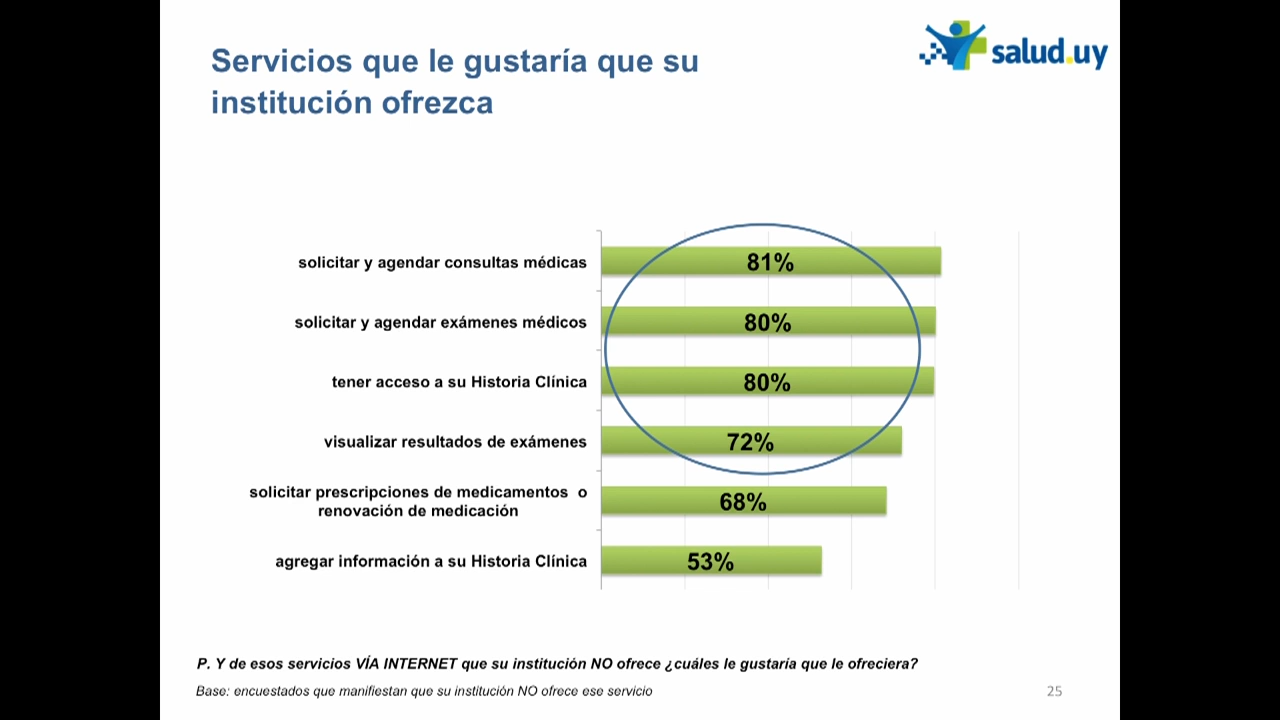 Servicios que le gustaría que su
institución ofrezca
salud.uy
solicitar y agendar consultas médicas
81%
solicitar y agendar exámenes médicos
80%
tener acceso a su Historia Clínica
80%
visualizar resultados de exámenes
72%
solicitar prescripciones de medicamentos o
renovación de medicación
68%
agregar información a su Historia Clínica
53%
P. Y de esos servicios VÍA INTERNET que su institución NO ofrece ¿cuáles le gustaría que le ofreciera?
Base: encuestados que manifiestan que su institución NO ofrece ese servicio
25